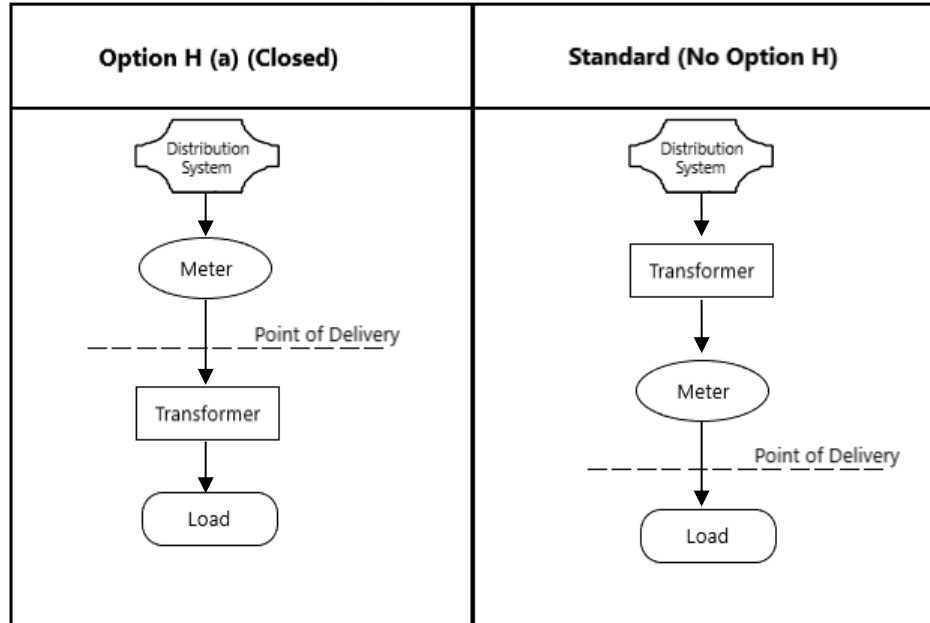 Option H (a) (Closed)
Standard (No Option H)
Distribution
System
Meter
Point of Delivery
Transformer
Load
Distribution
System
Transformer
Meter
Point of Delivery
Load